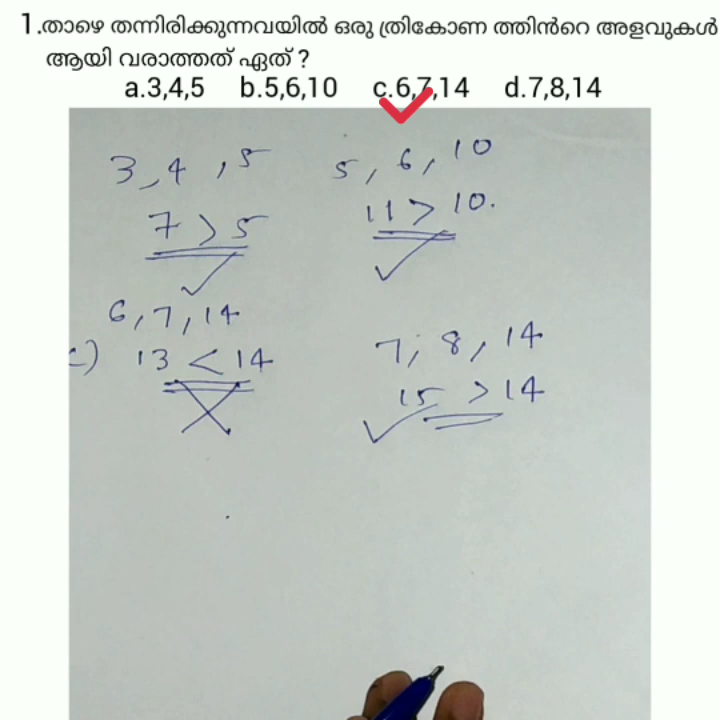 1.താഴെ തന്നിരിക്കുന്നവയിൽ ഒരു ത്രികോണ ത്തിൻറെ അളവുകൾ
ആയി വരാത്തത് ഏത് ?
a.3,4,5 b.5,6,10 c.6,7,14 d.7,8,14
3,4,5 5,6,10
7>5 11>10.
6,7,14 7,8,14
c) 13<14 15>14